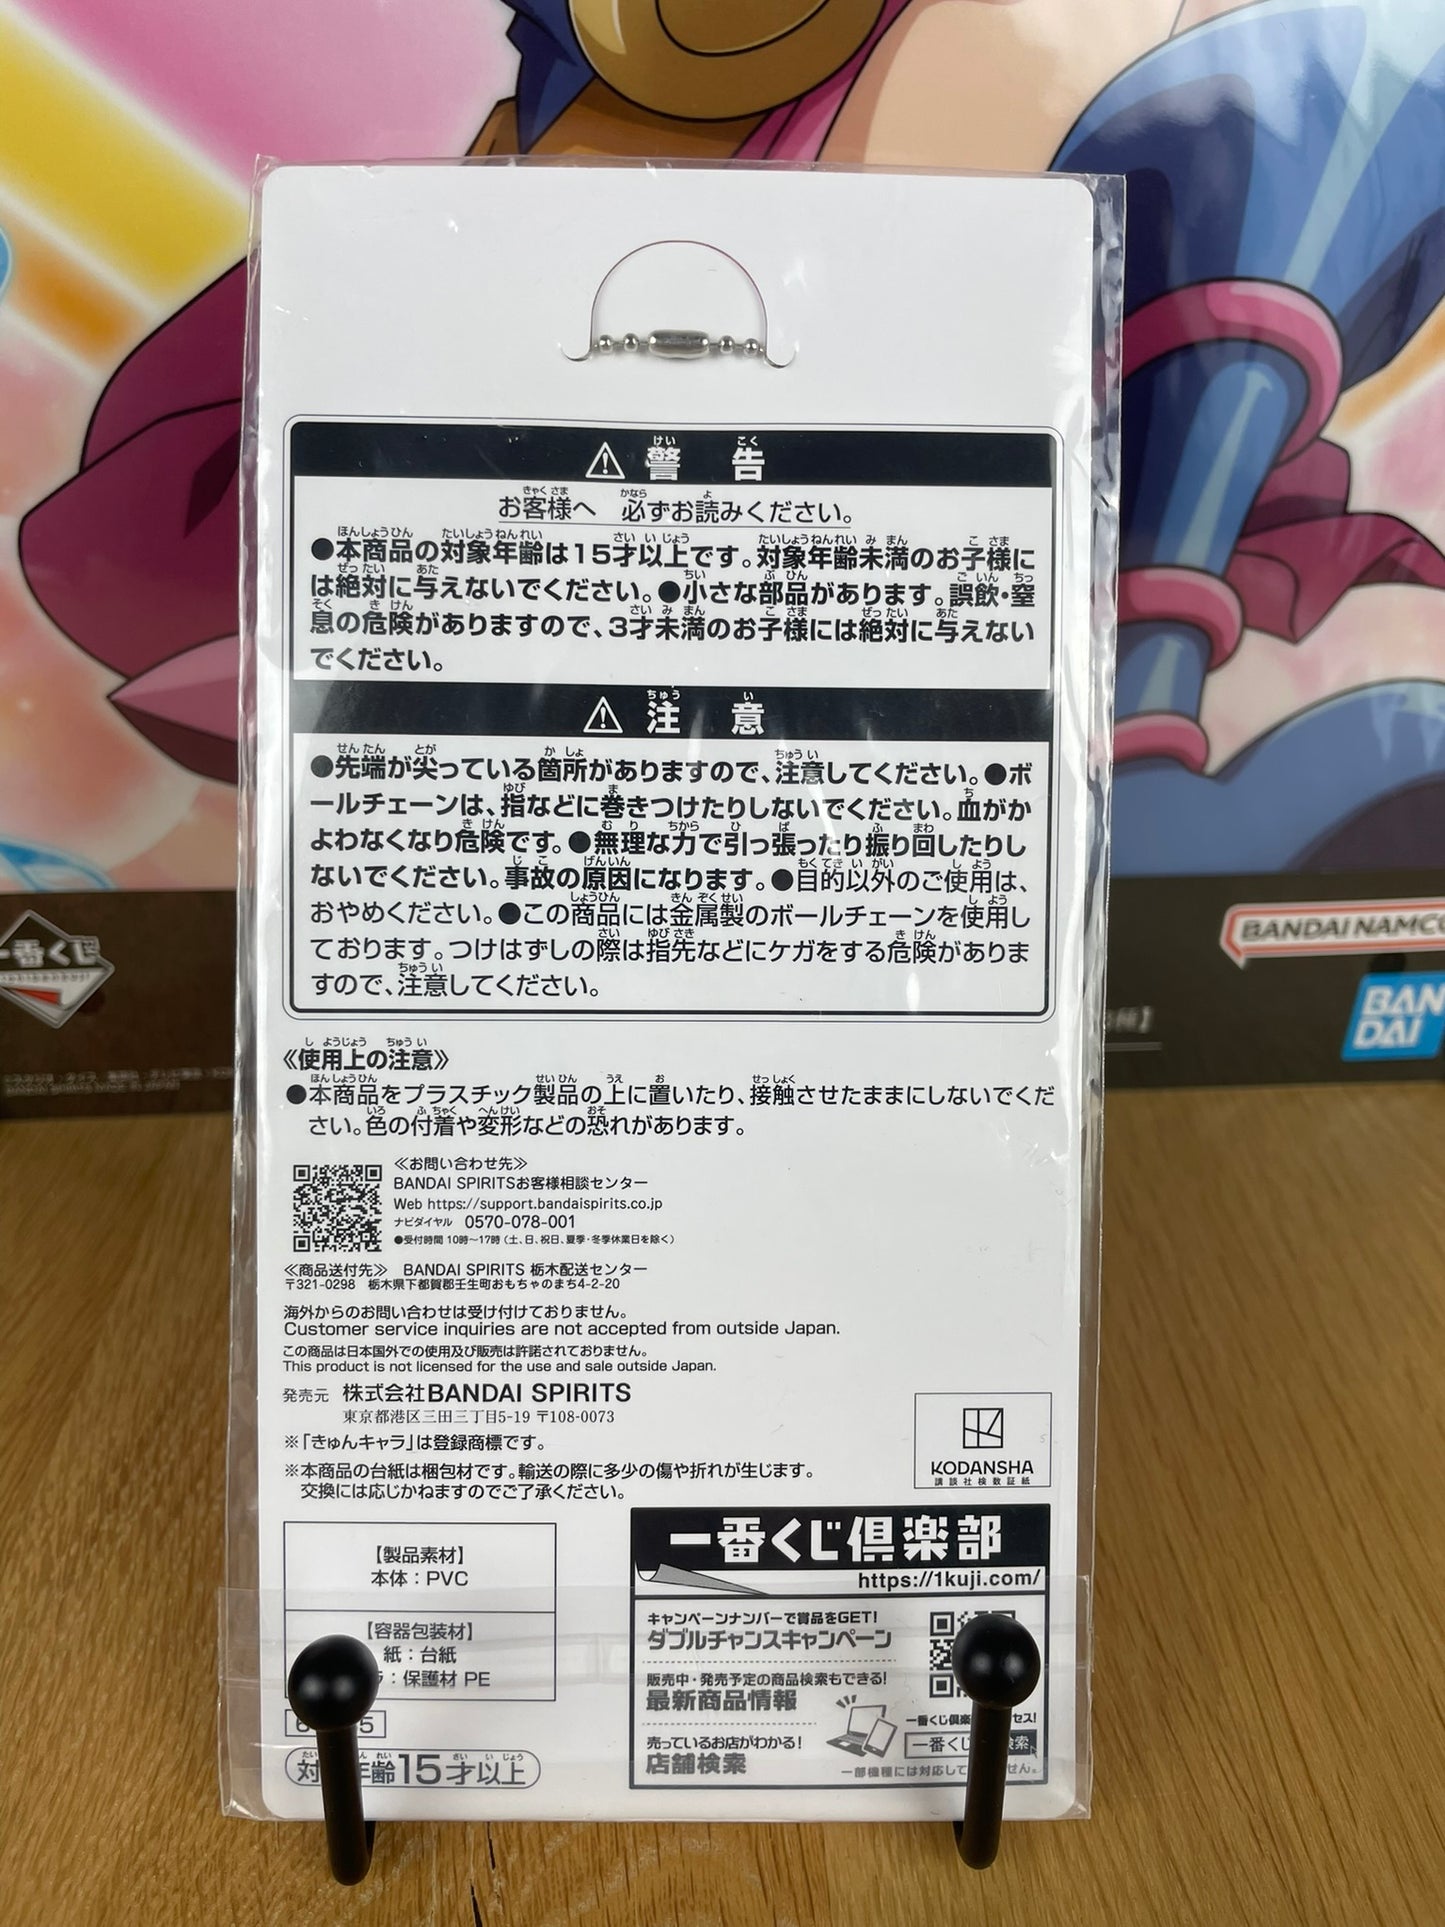 警告
お客様へ 必ずお読みください。
●本商品の対象年齢は15才以上です。対象年齢未満のお子様に
は絶対に与えないでください。●小さな部品があります。誤飲・窒
息の危険がありますので、3才未満のお子様には絶対に与えない
でください。
注意
●先端が尖っている箇所がありますので、注意してください。●ボ
ールチェーンは、指などに巻きつけたりしないでください。血がか
よわなくなり危険です。●無理な力で引っ張ったり振り回したりし
ないでください。事故の原因になります。●目的以外のご使用は、
おやめください。●この商品には金属製のボールチェーンを使用し
ております。つけはずしの際は指先などにケガをする危険がありま
すので、注意してください。
一番くじ
BANDAI NAMCO
BAN
DAI
《使用上の注意》
●本商品をプラスチック製品の上に置いたり、接触させたままにしないでくだ
さい。色の付着や変形などの恐れがあります。
≪お問い合わせ先≫
BANDAI SPIRITSお客様相談センター
Web https://support.bandaispirits.co.jp
ナビダイヤル 0570-078-001
●受付時間 10時〜17時（土、日、祝日、夏季・冬季休業日を除く）
≪商品送付先≫ BANDAI SPIRITS 栃木配送センター
〒321-0298 栃木県下都賀郡壬生町おもちゃのまち4-2-20
海外からのお問い合わせは受け付けておりません。
Customer service inquiries are not accepted from outside Japan.
この商品は日本国外での使用及び販売は許諾されておりません。
This product is not licensed for the use and sale outside Japan.
発売元 株式会社BANDAI SPIRITS
東京都港区三田三丁目5-19 〒108-0073
※「きゅんキャラ」は登録商標です。
※本商品の台紙は梱包材です。輸送の際に多少の傷や折れが生じます。
交換には応じかねますのでご了承ください。
KODANSHA
講談社検数証紙
【製品素材】
本体：PVC
【容器包装材】
紙：台紙
：保護材 PE
対 年齢15才以上
一番くじ倶楽部
https://1kuji.com/
キャンペーンナンバーで賞品をGET!
ダブルチャンスキャンペーン
販売中・発売予定の商品検索もできる!
最新商品情報
売っているお店がわかる!
店舗検索
一番くじ倶楽 セス!
一番くじ 検索
一部機種には対応して せん。